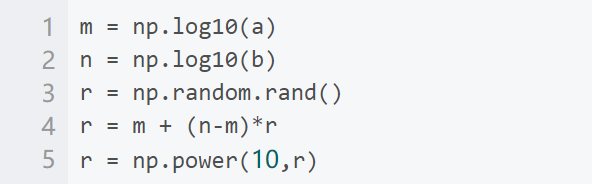 1 m = np.log10(a)
2 n = np.log10(b)
3 r = np.random.rand()
4 r = m + (n-m)*r
5 r = np.power(10,r)